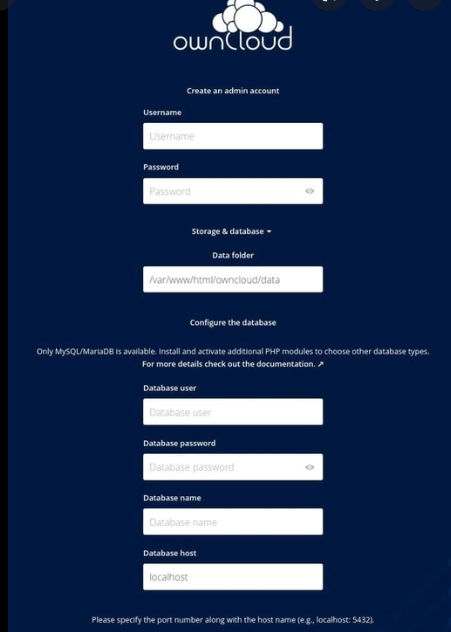 ownCloud
Create an admin account
Username
Username
Password
Password
Storage & database
Data folder
/var/www/html/owncloud/data
Configure the database
Only MySQL/MariaDB is available. Install and activate additional PHP modules to choose other database types.
For more details check out the documentation. ↗
Database user
Database user
Database password
Database password
Database name
Database name
Database host
localhost
Please specify the port number along with the host name (e.g., localhost: 5432).